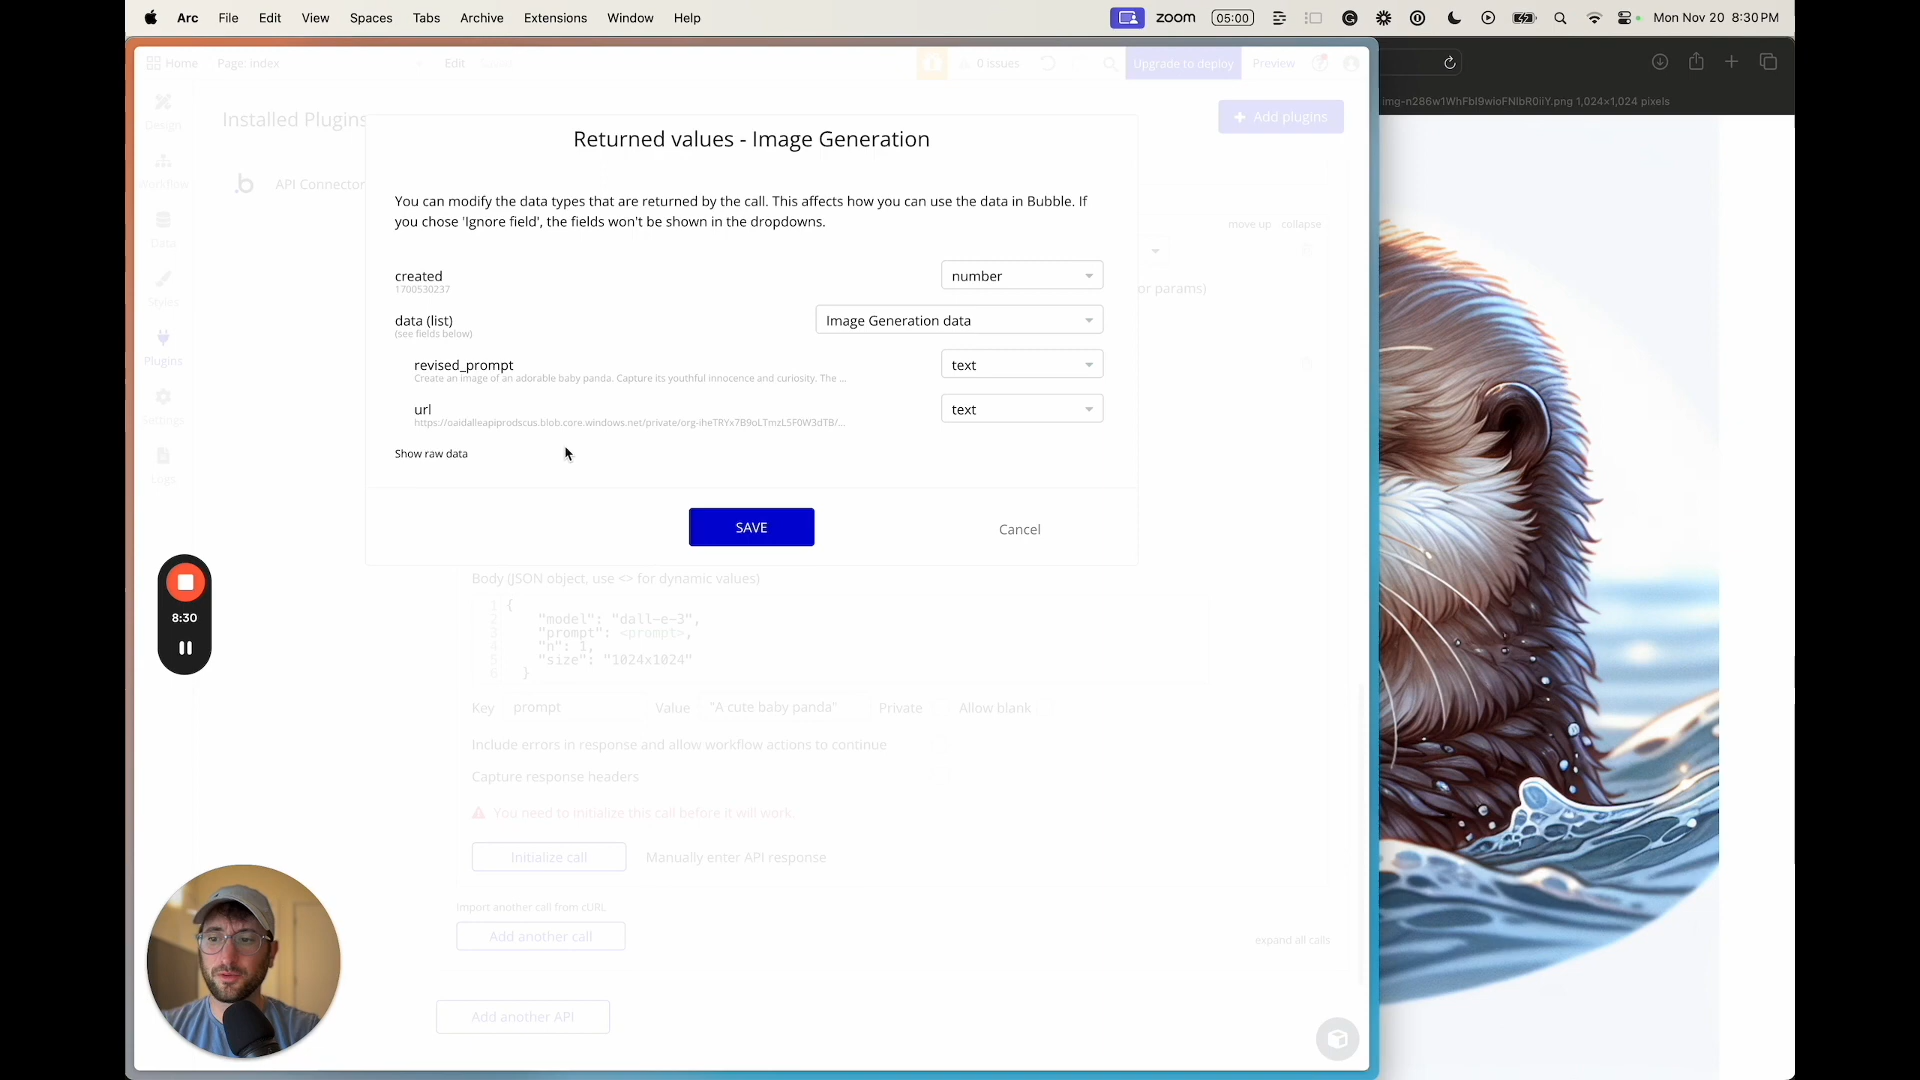 Arc File Edit View Spaces Tabs Archive Extensions Window Help zoom 05:00 Mon Nov 20 8:30 PM
Home Page: index Edit 0 issues Upgrade to deploy Preview
img-n286w1WhFbI9wioFNIbR0iiY.png 1,024×1,024 pixels
Design
Installed Plugins
Add plugins
Returned values - Image Generation
Workflow
API Connector
You can modify the data types that are returned by the call. This affects how you can use the data in Bubble. If
you chose 'Ignore field', the fields won't be shown in the dropdowns.
move up collapse
Data
created number
1700530237
or params)
Styles
data (list) Image Generation data
(see fields below)
Plugins
revised_prompt text
Create an image of an adorable baby panda. Capture its youthful innocence and curiosity. The ...
url text
https://oaidalleapiprodscus.blob.core.windows.net/private/org-iheTRYx7B9oLTmzL5F0W3dTB/...
Settings
Show raw data
Logs
SAVE Cancel
Body (JSON object, use <> for dynamic values)
1 {
2 "model": "dall-e-3",
3 "prompt": <prompt>,
4 "n": 1,
5 "size": "1024x1024"
6 }
8:30
Key prompt Value "A cute baby panda" Private Allow blank
Include errors in response and allow workflow actions to continue
Capture response headers
You need to initialize this call before it will work.
Initialize call Manually enter API response
Import another call from cURL
Add another call
expand all calls
Add another API